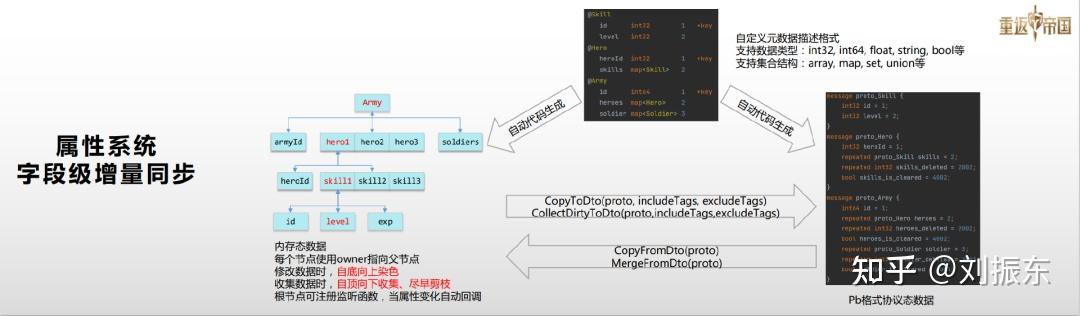 重返帝国
属性系统
字段级增量同步
@Skill
id int32 1 +key
level int32 2
@Hero
heroId int32 1 +key
skills map<Skill> 2
@Army
id int64 1 +key
heroes map<Hero> 2
soldier map<Soldier> 3
自定义元数据描述格式
支持数据类型：int32, int64, float, string, bool等
支持集合结构：array, map, set, union等
自动代码生成
自动代码生成
Army
armyId hero1 hero2 hero3 soldiers
heroId skill1 skill2 skill3
id level exp
内存态数据
每个节点使用owner指向父节点
修改数据时，自底向上染色
收集数据时，自顶向下收集、尽早剪枝
根节点可注册监听函数，当属性变化自动回调
CopyToDto(proto, includeTags, excludeTags)
CollectDirtyToDto(proto,includeTags,excludeTags)
CopyFromDto(proto)
MergeFromDto(proto)
message proto_Skill {
int32 id = 1;
int32 level = 2;
}
message proto_Hero {
int32 heroId = 1;
repeated proto_Skill skills = 2;
repeated int32 skills_deleted = 2002;
bool skills_is_cleared = 4002;
}
message proto_Army {
int64 id = 1;
repeated proto_Hero heroes = 2;
repeated int32 heroes_deleted = 2002;
bool heroes_is_cleared = 4002;
repeated proto_Soldier soldier = 3;
Pb格式协议态数据
知乎 @刘振东